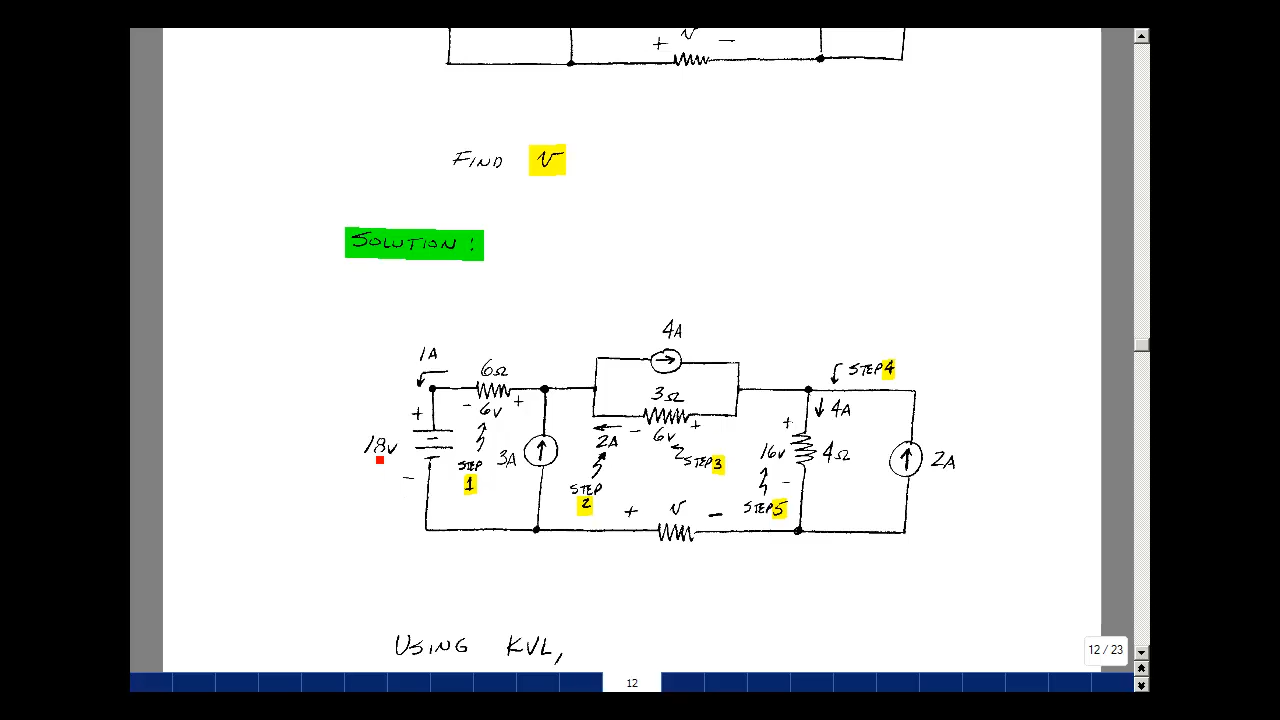 + v −
FIND v
SOLUTION :
4A
1A
6Ω
STEP 4
3Ω
+ − 6V + 2A − 6V + + 4A
18V
STEP 1
3A
STEP 2
STEP 3
16V
4Ω
2A
−
+ v − STEP 5
−
USING KVL,
12 / 23
12